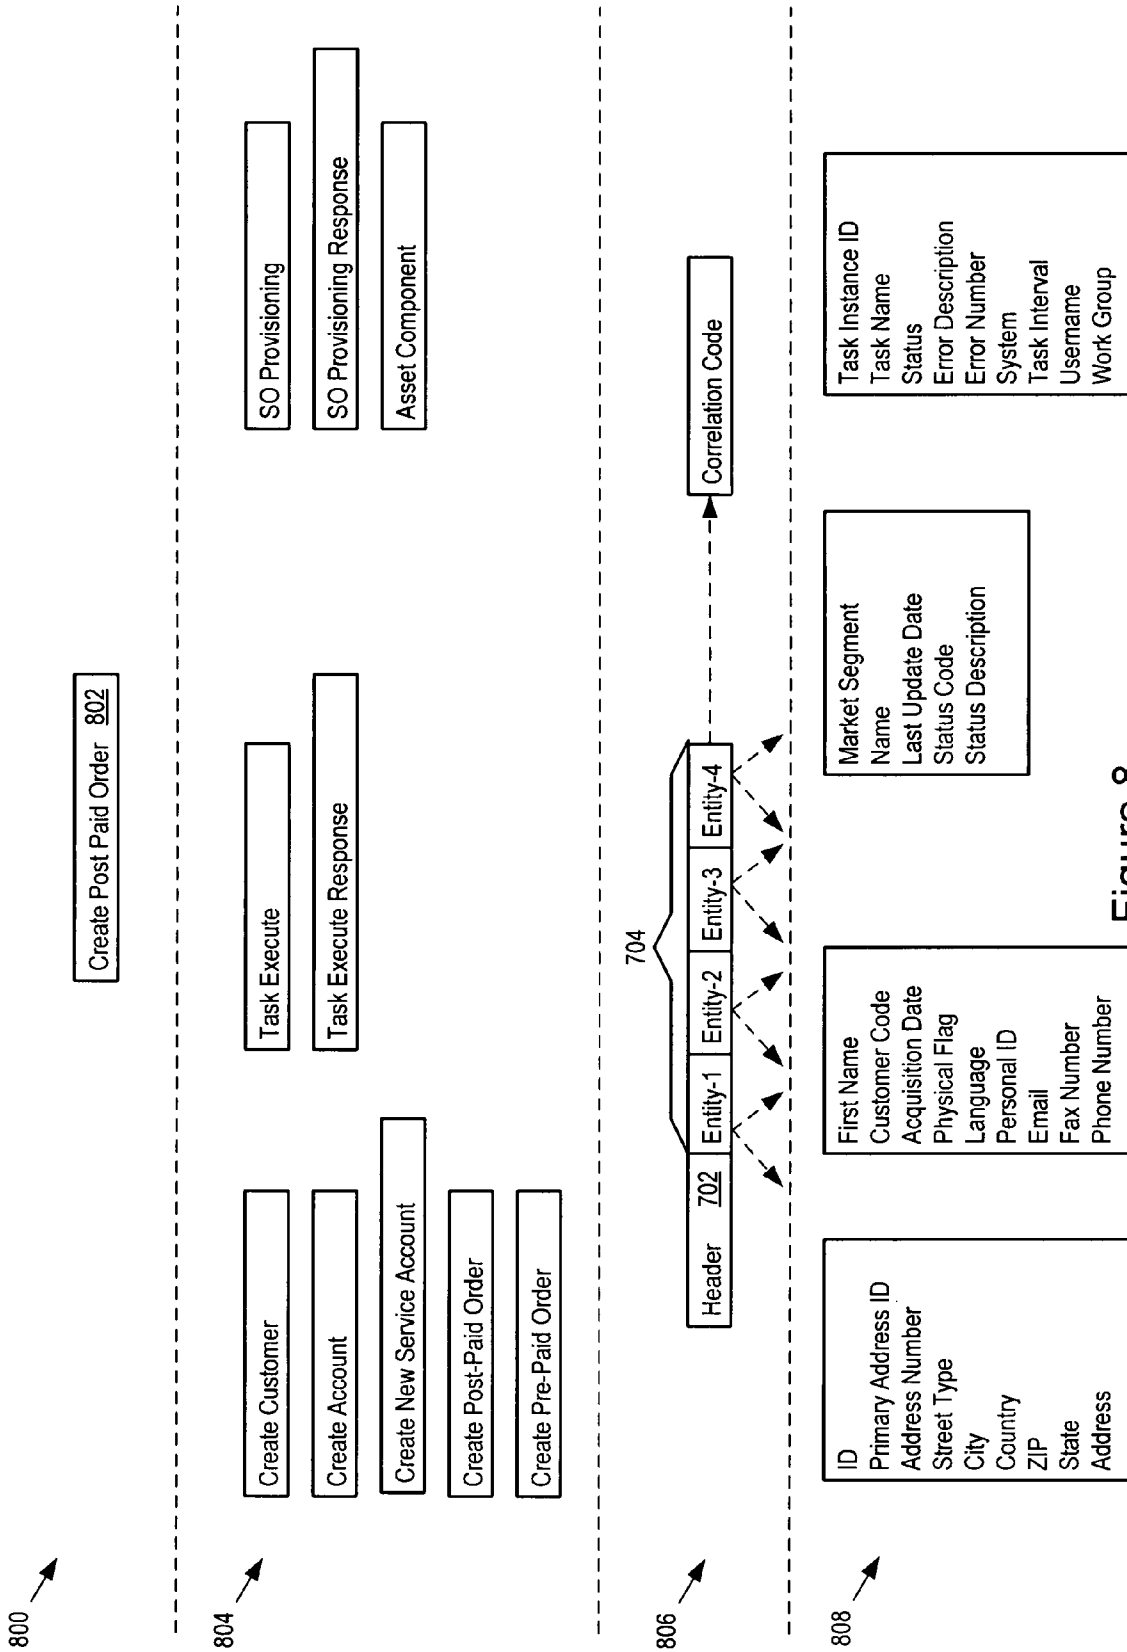 800
Create Post Paid Order 802
804
Create Customer
Create Account
Create New Service Account
Create Post-Paid Order
Create Pre-Paid Order
Task Execute
Task Execute Response
SO Provisioning
SO Provisioning Response
Asset Component
806
704
Header 702
Entity-1
Entity-2
Entity-3
Entity-4
Correlation Code
808
ID
Primary Address ID
Address Number
Street Type
City
Country
ZIP
State
Address
First Name
Customer Code
Acquisition Date
Physical Flag
Language
Personal ID
Email
Fax Number
Phone Number
Market Segment
Name
Last Update Date
Status Code
Status Description
Task Instance ID
Task Name
Status
Error Description
Error Number
System
Task Interval
Username
Work Group
Figure 8